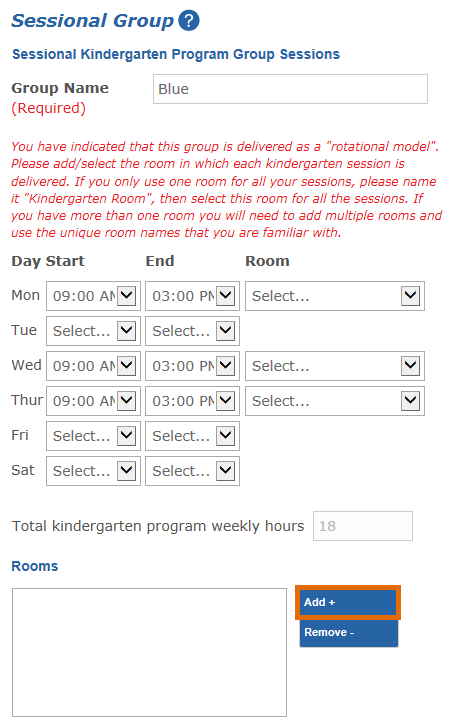 Sessional Group ?
Sessional Kindergarten Program Group Sessions
Group Name Blue
(Required)
You have indicated that this group is delivered as a "rotational model".
Please add/select the room in which each kindergarten session is
delivered. If you only use one room for all your sessions, please name
it "Kindergarten Room", then select this room for all the sessions. If
you have more than one room you will need to add multiple rooms and
use the unique room names that you are familiar with.
Day Start End Room
Mon 09:00 AM 03:00 PM Select...
Tue Select... Select...
Wed 09:00 AM 03:00 PM Select...
Thur 09:00 AM 03:00 PM Select...
Fri Select... Select...
Sat Select... Select...
Total kindergarten program weekly hours 18
Rooms
Add +
Remove -